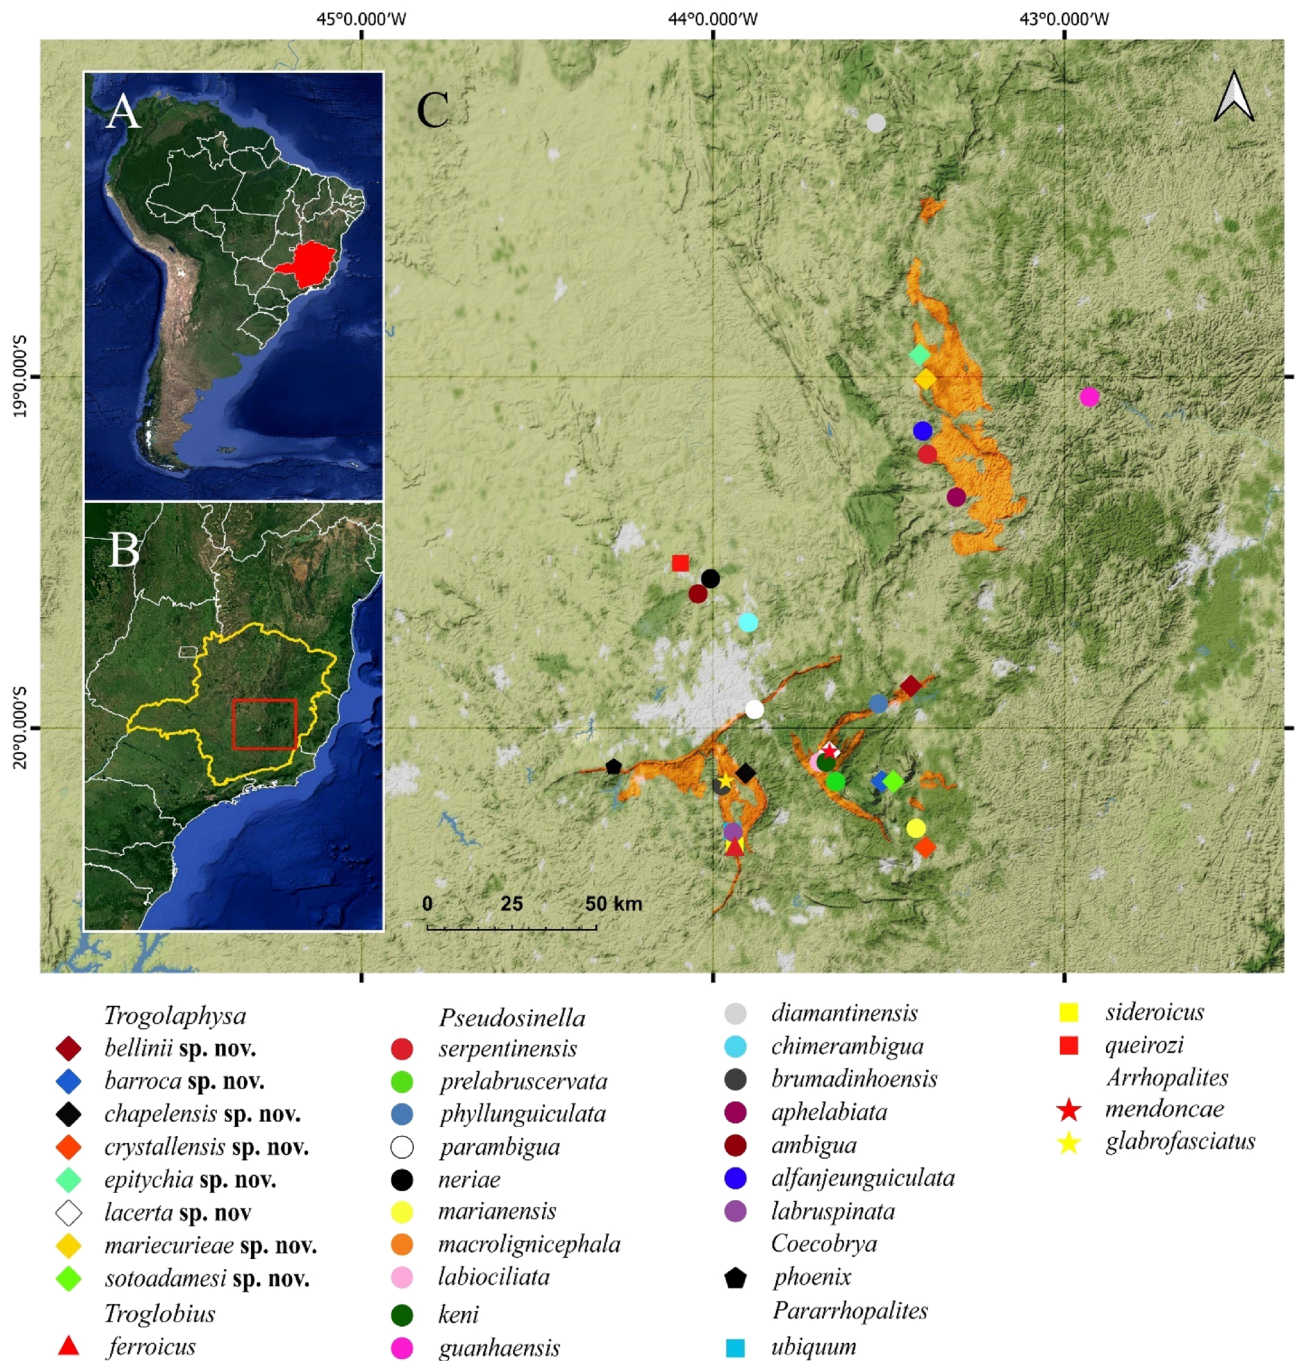 45°0.000′W 44°0.000′W 43°0.000′W
A
C
19°0.000′S
B
20°0.000′S
0 25 50 km
Trogolaphysa
bellinii sp. nov.
barroca sp. nov.
chapelensis sp. nov.
crystallensis sp. nov.
epitychia sp. nov.
lacerta sp. nov
mariecurieae sp. nov.
sotoadamesi sp. nov.
Troglobius
ferroicus
Pseudosinella
serpentinensis
prelabruscervata
phyllunguiculata
parambigua
neriae
marianensis
macrolignicephala
labiociliata
keni
guanhaensis
diamantinensis
chimerambigua
brumadinhoensis
aphelabiata
ambigua
alfanjeunguiculata
labruspinata
Coecobrya
phoenix
Pararrhopalites
ubiquum
sideroicus
queirozi
Arrhopalites
mendoncae
glabrofasciatus